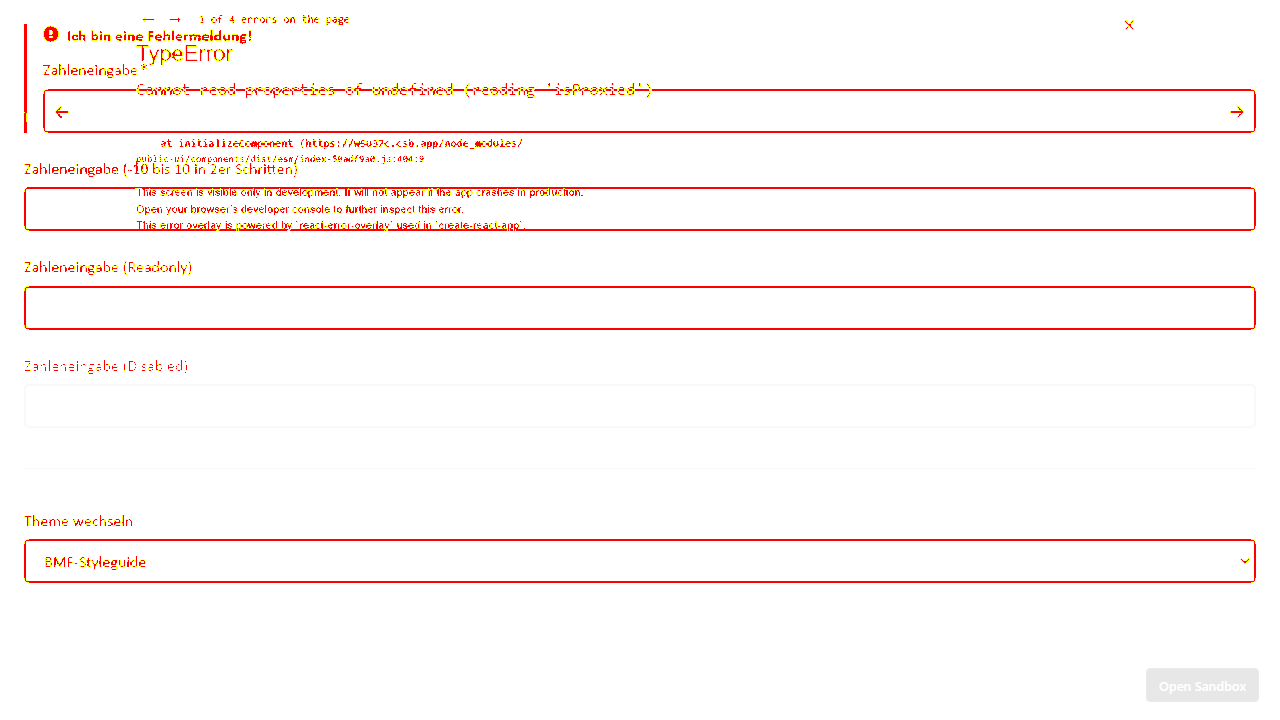 ← → 1 of 4 errors on the page
Ich bin eine Fehlermeldung!
TypeError
Zahleneingabe *
Cannot read properties of undefined (reading 'isProxied')
at initializeComponent (https://w5u37c.csb.app/node_modules/
public-ui/components/dist/esm/index-50adf9a0.js:404:9
Zahleneingabe (-10 bis 10 in 2er Schritten)
This screen is visible only in development. It will not appear if the app crashes in production.
Open your browser's developer console to further inspect this error.
This error overlay is powered by `react-error-overlay` used in `create-react-app`.
Zahleneingabe (Readonly)
Zahleneingabe (Disabled)
Theme wechseln
BMF-Styleguide
Open Sandbox